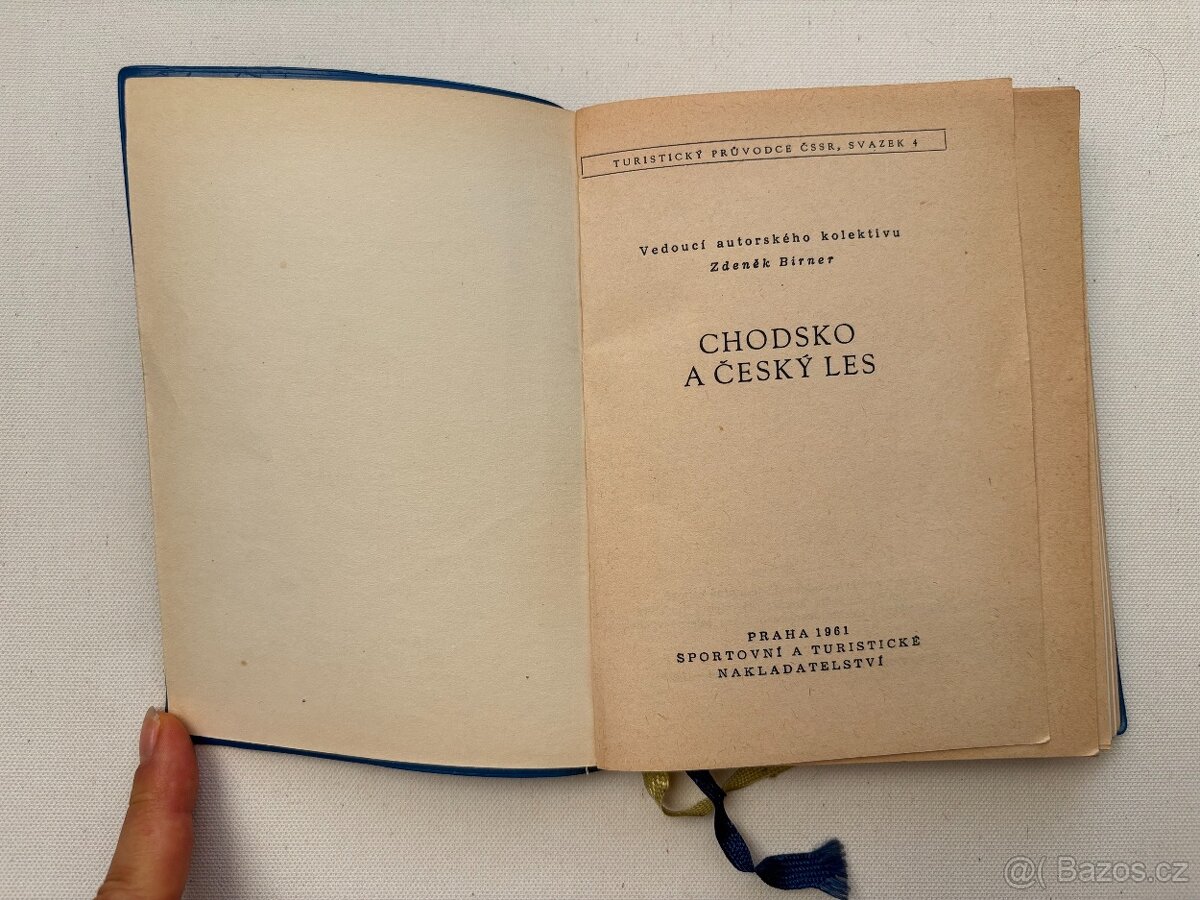 TURISTICKÝ PRŮVODCE ČSSR, SVAZEK 4
Vedoucí autorského kolektivu
Zdeněk Birner
CHODSKO
A ČESKÝ LES
PRAHA 1961
SPORTOVNÍ A TURISTICKÉ
NAKLADATELSTVÍ
@( Bazos.cz